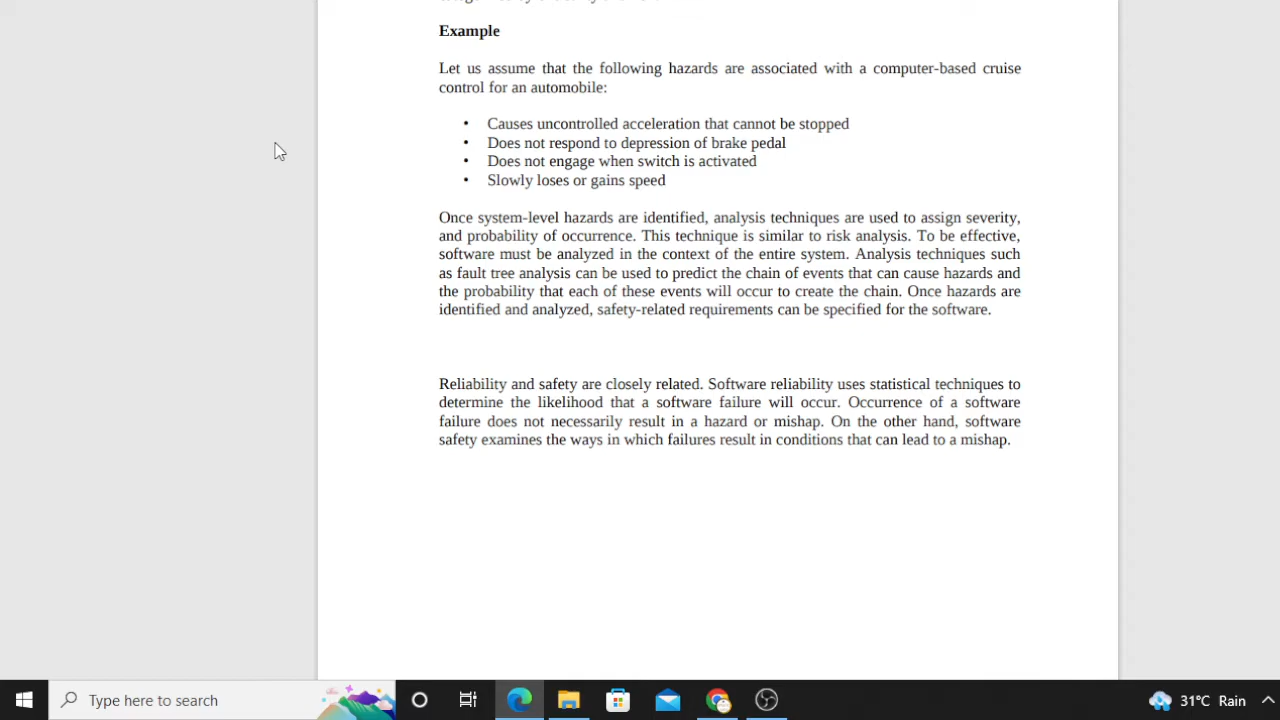 Example
Let us assume that the following hazards are associated with a computer-based cruise
control for an automobile:
• Causes uncontrolled acceleration that cannot be stopped
• Does not respond to depression of brake pedal
• Does not engage when switch is activated
• Slowly loses or gains speed
Once system-level hazards are identified, analysis techniques are used to assign severity,
and probability of occurrence. This technique is similar to risk analysis. To be effective,
software must be analyzed in the context of the entire system. Analysis techniques such
as fault tree analysis can be used to predict the chain of events that can cause hazards and
the probability that each of these events will occur to create the chain. Once hazards are
identified and analyzed, safety-related requirements can be specified for the software.
Reliability and safety are closely related. Software reliability uses statistical techniques to
determine the likelihood that a software failure will occur. Occurrence of a software
failure does not necessarily result in a hazard or mishap. On the other hand, software
safety examines the ways in which failures result in conditions that can lead to a mishap.
Type here to search
31°C Rain